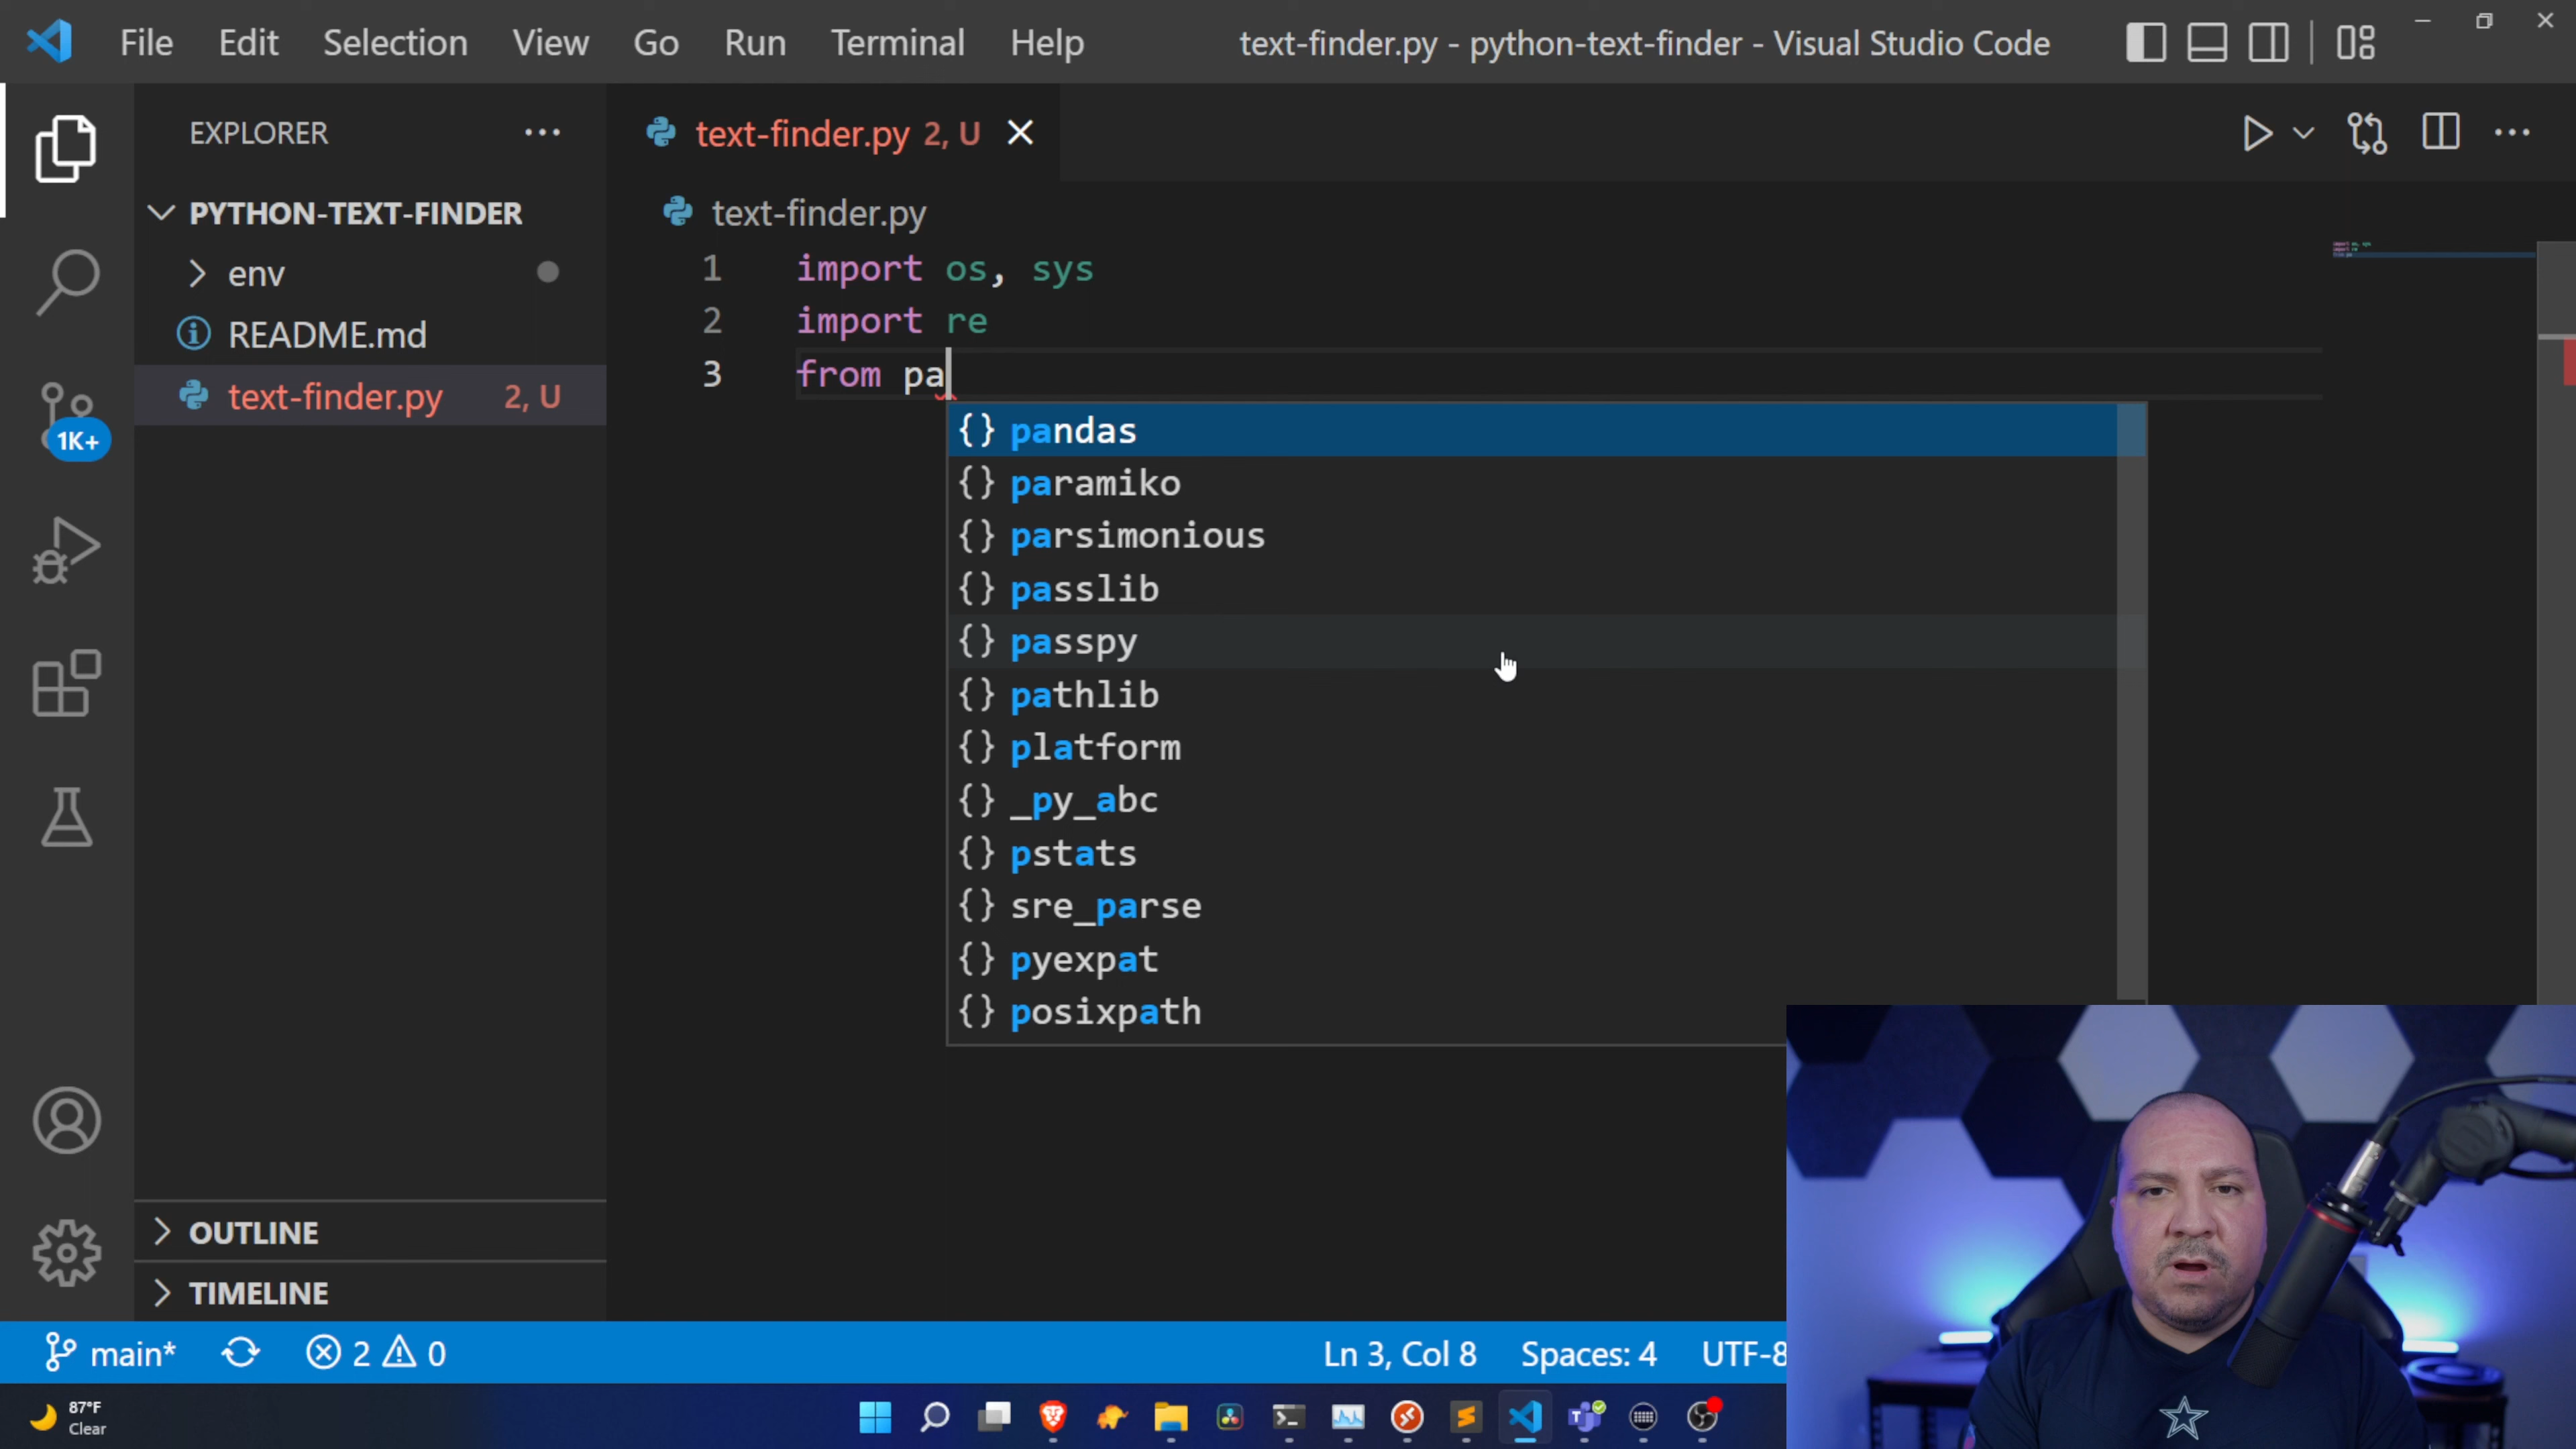 File Edit Selection View Go Run Terminal Help
text-finder.py - python-text-finder - Visual Studio Code
EXPLORER
text-finder.py 2, U
PYTHON-TEXT-FINDER
env
README.md
text-finder.py 2, U
text-finder.py
1 import os, sys
2 import re
3 from pa
{} pandas
{} paramiko
{} parsimonious
{} passlib
{} passpy
{} pathlib
{} platform
{} _py_abc
{} pstats
{} sre_parse
{} pyexpat
{} posixpath
1K+
OUTLINE
TIMELINE
main* 2 0
Ln 3, Col 8 Spaces: 4 UTF-8
87°F
Clear